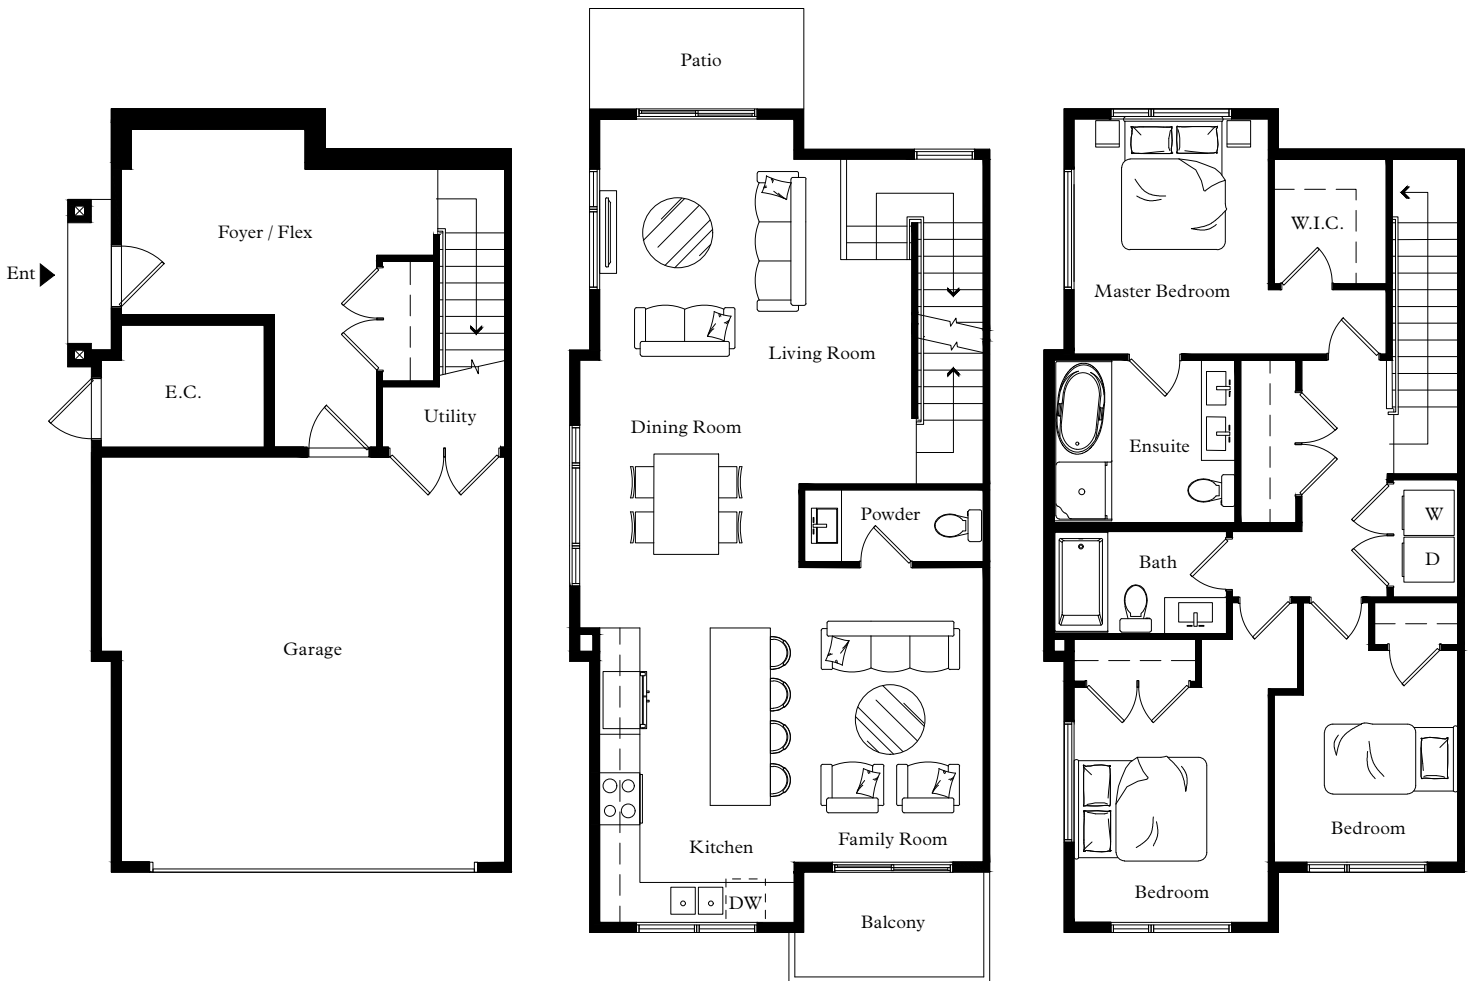 Foyer / Flex
Ent
E.C.
Utility
Garage
Patio
Living Room
Dining Room
Powder
Kitchen
Family Room
DW
Balcony
W.I.C.
Master Bedroom
Ensuite
W
D
Bath
Bedroom
Bedroom